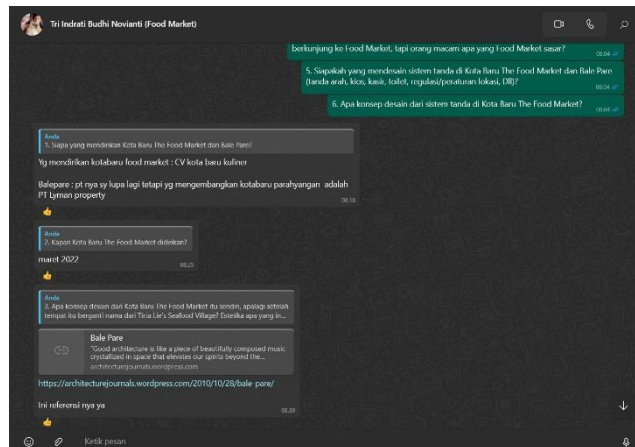 Tri Indrati Budhi Novianti (Food Market)
berkunjung ke Food Market, tapi orang macam apa yang Food Market sasar?
08.04
5. Siapakah yang mendesain sistem tanda di Kota Baru The Food Market dan Bale Pare
(tanda arah, kios, kasir, toilet, regulasi/peraturan lokasi, Dll)?
08.04
6. Apa konsep desain dari sistem tanda di Kota Baru The Food Market?
08.04
Anda
1. Siapa yang mendirikan Kota Baru The Food Market dan Bale Pare?
Yg mendirikan kotabaru food market : CV kota baru kuliner
Balepare : pt nya sy lupa lagi tetapi yg mengembangkan kotabaru parahyangan adalah
PT Lyman property
08.18
Anda
2. Kapan Kota Baru The Food Market didirikan?
maret 2022
08.25
Anda
3. Apa konsep desain dari Kota Baru The Food Market itu sendiri, apalagi setelah
tempat itu berganti nama dari Tirta Lie's Seafood Village? Estetika apa yang in...
Bale Pare
"Good architecture is like a piece of beautifully composed music
crystallized in space that elevates our spirits beyond the...
architecturejournals.wordpress.com
https://architecturejournals.wordpress.com/2010/10/28/bale-pare/
Ini referensi nya ya
08.30
Ketik pesan